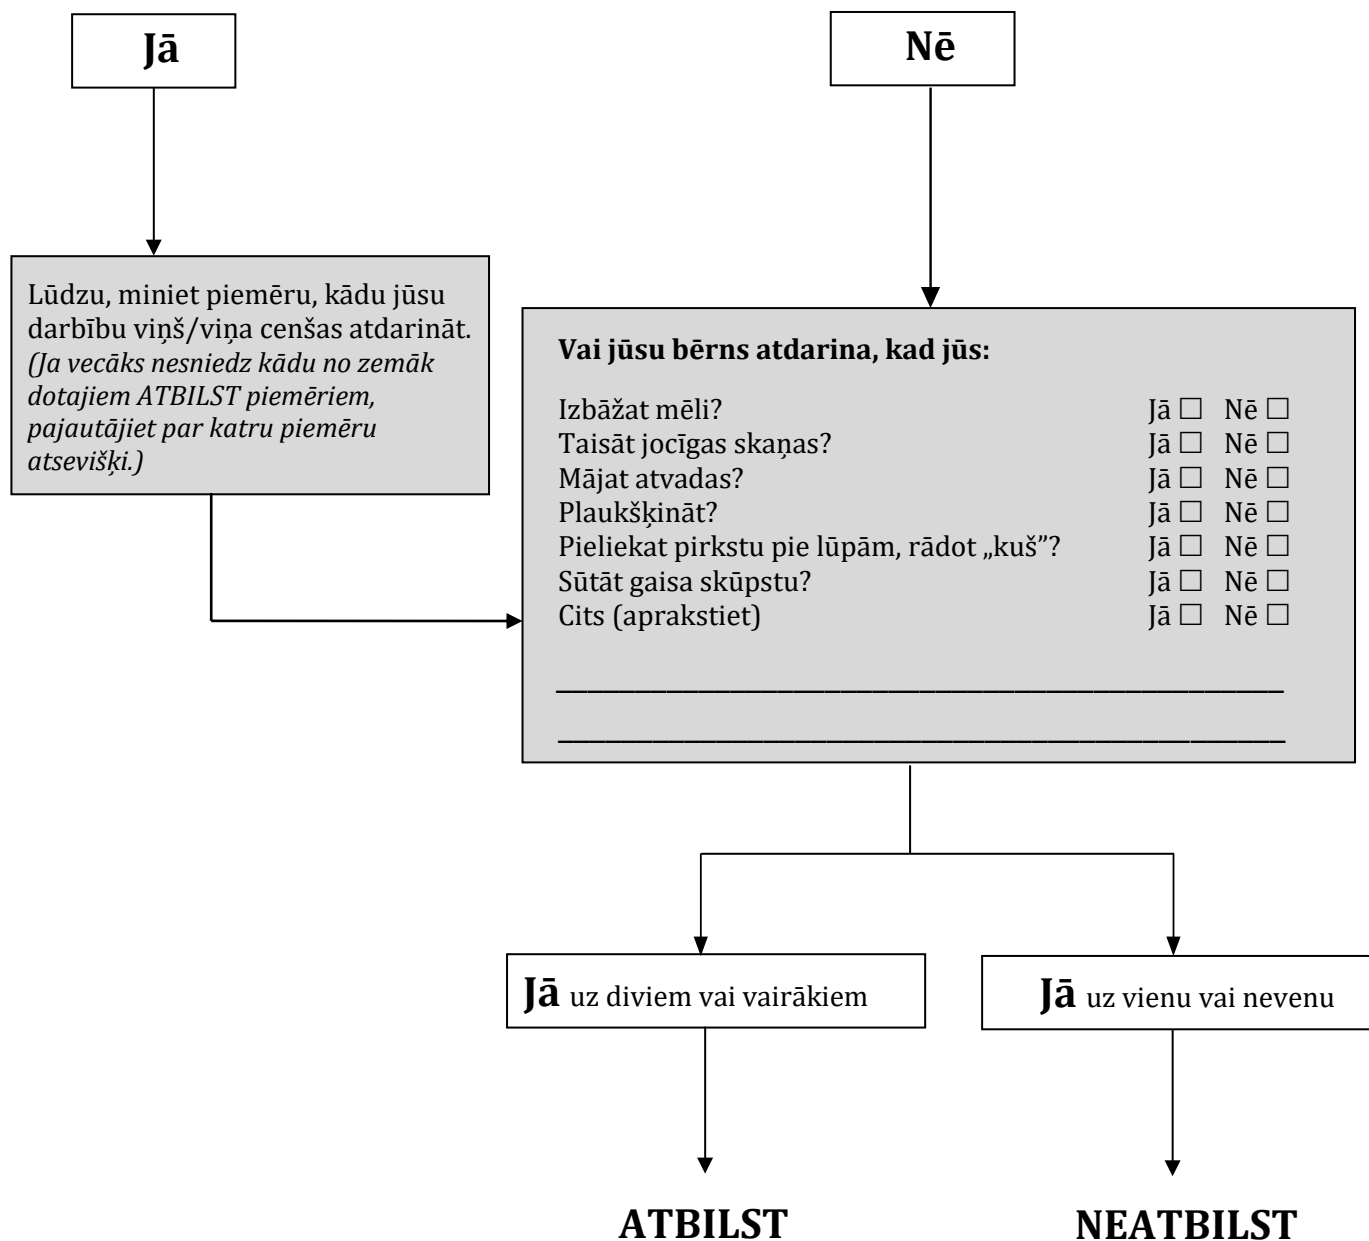 Jā
Nē
Lūdzu, miniet piemēru, kādu jūsu
darbību viņš/viņa cenšas atdarināt.
(Ja vecāks nesniedz kādu no zemāk
dotajiem ATBILST piemēriem,
pajautājiet par katru piemēru
atsevišķi.)
Vai jūsu bērns atdarina, kad jūs:
Izbāžat mēli? Jā ☐ Nē ☐
Taisāt jocīgas skaņas? Jā ☐ Nē ☐
Mājat atvadas? Jā ☐ Nē ☐
Plaukšķināt? Jā ☐ Nē ☐
Pieliekat pirkstu pie lūpām, rādot „kuš”? Jā ☐ Nē ☐
Sūtāt gaisa skūpstu? Jā ☐ Nē ☐
Cits (aprakstiet) Jā ☐ Nē ☐
Jā uz diviem vai vairākiem
Jā uz vienu vai nevenu
ATBILST
NEATBILST